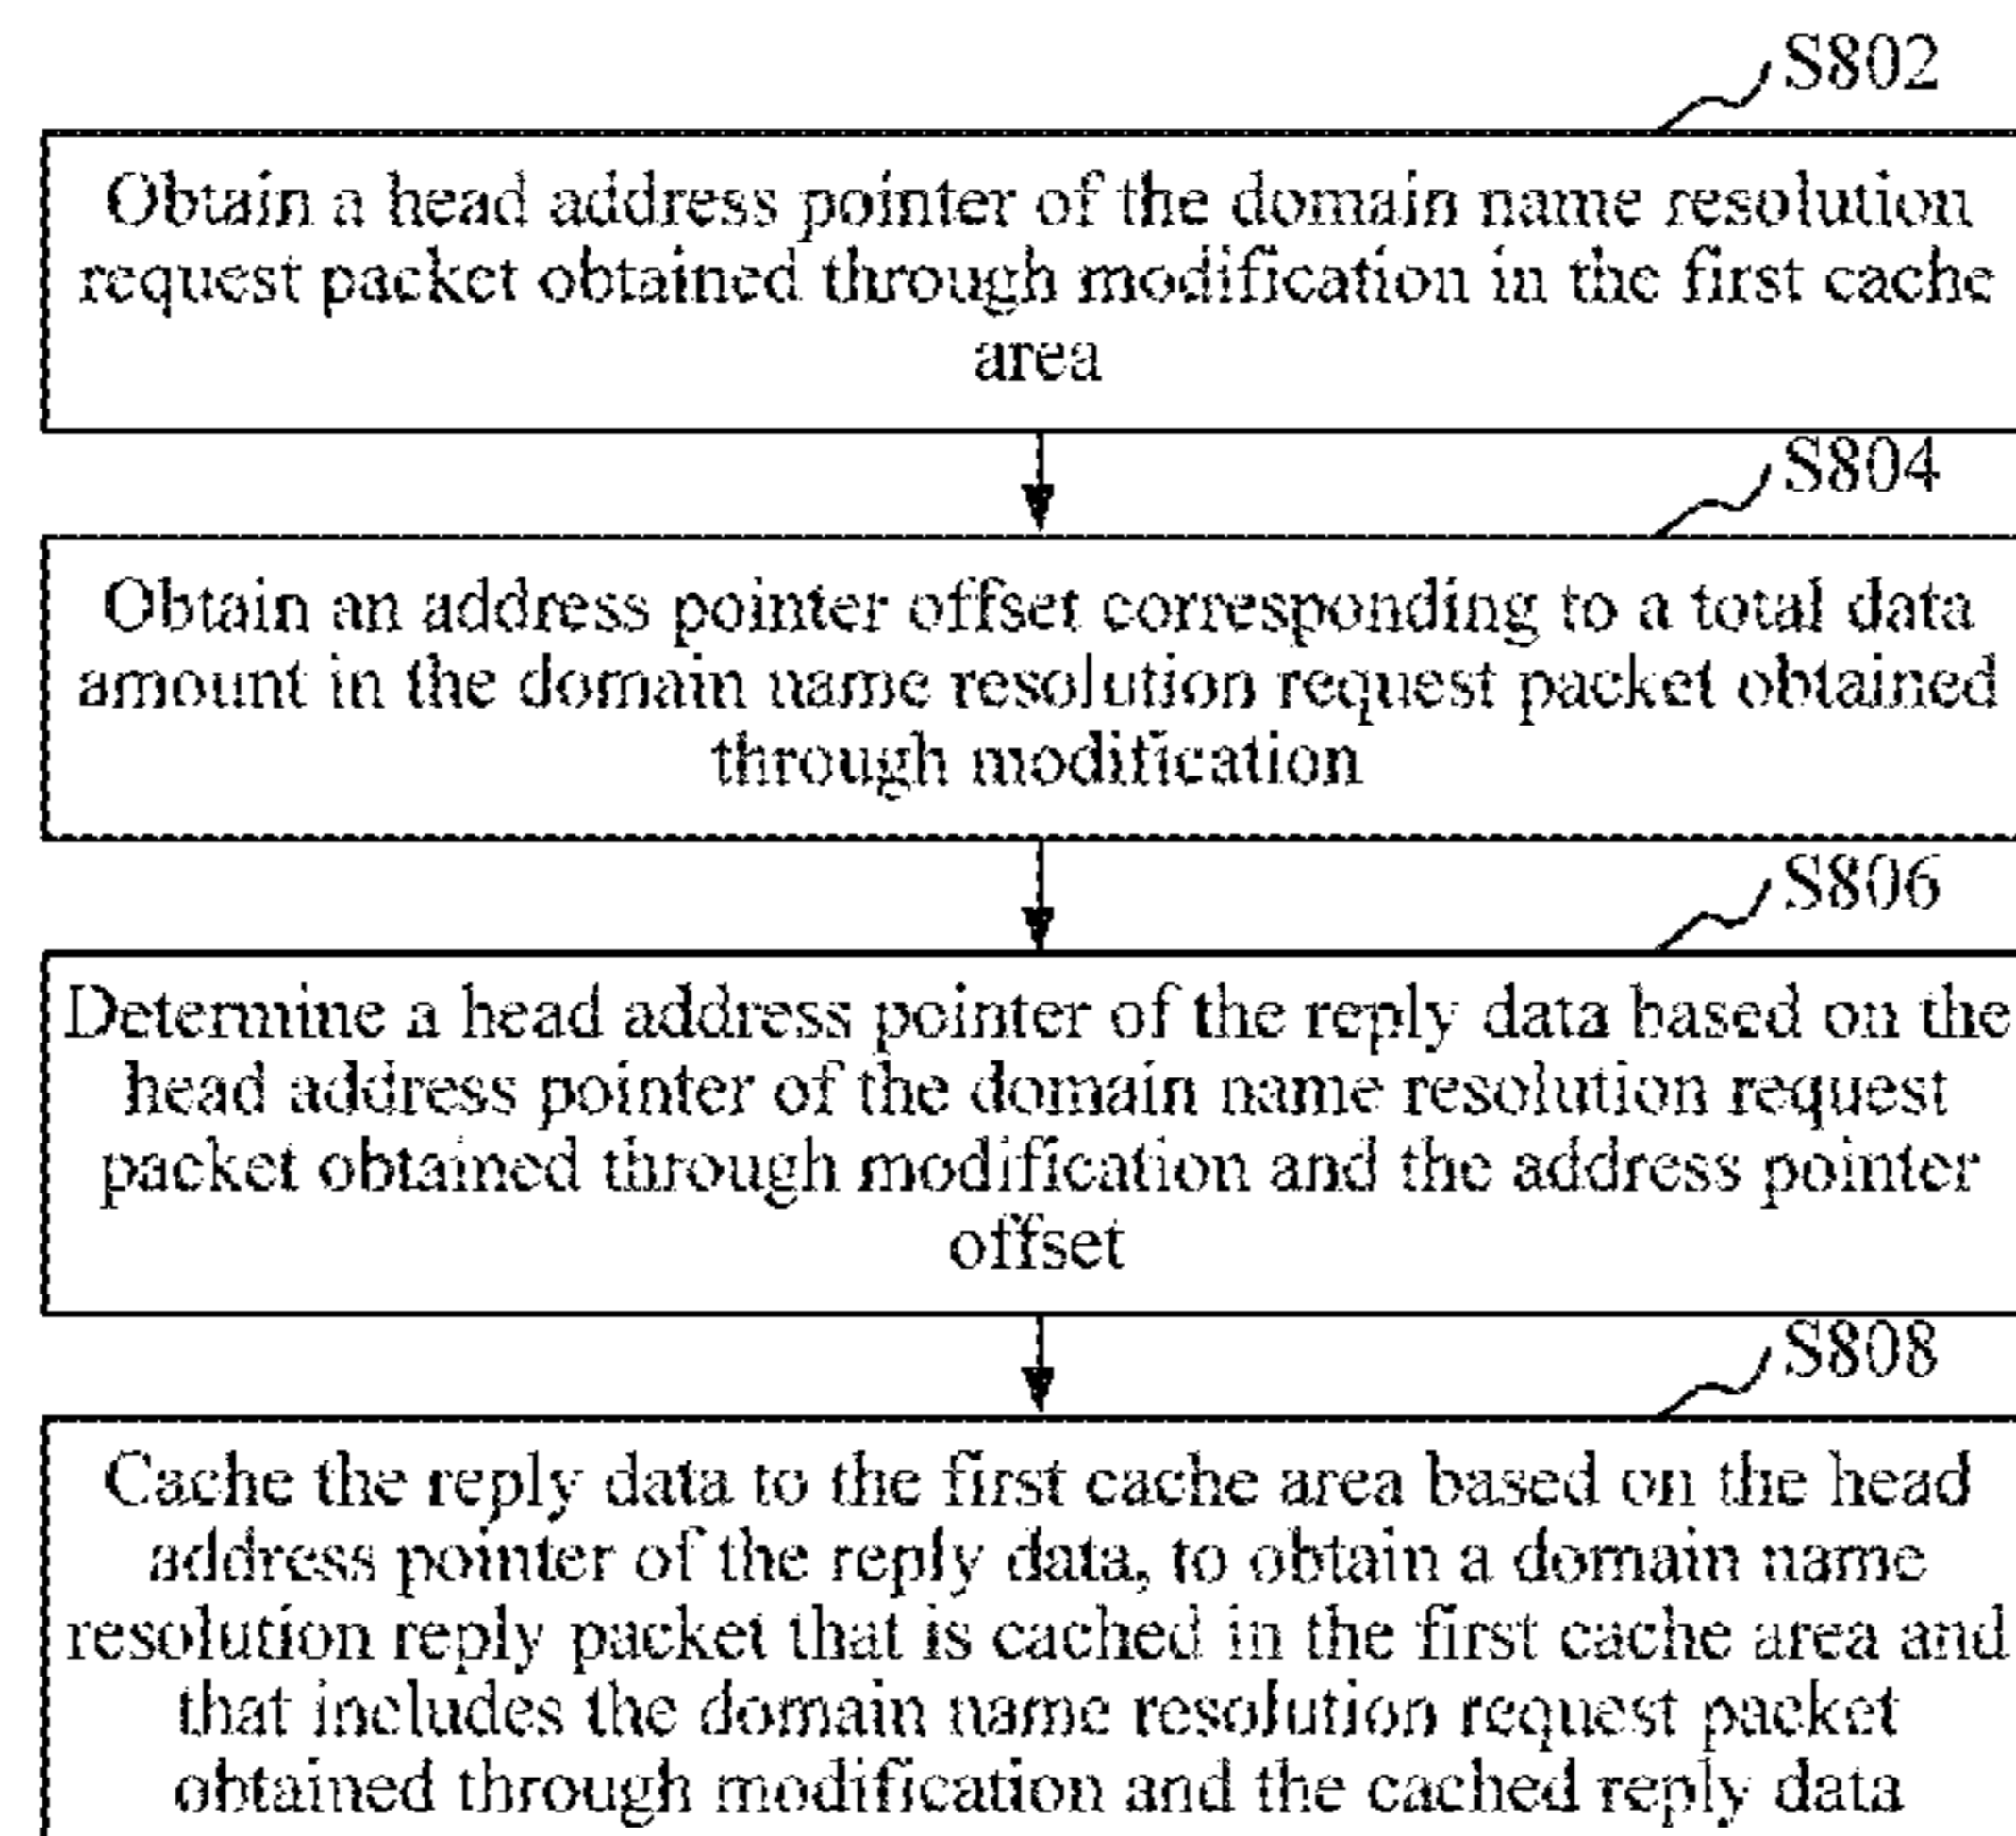 S802
Obtain a head address pointer of the domain name resolution
request packet obtained through modification in the first cache
area
S804
Obtain an address pointer offset corresponding to a total data
amount in the domain name resolution request packet obtained
through modification
S806
Determine a head address pointer of the reply data based on the
head address pointer of the domain name resolution request
packet obtained through modification and the address pointer
offset
S808
Cache the reply data to the first cache area based on the head
address pointer of the reply data, to obtain a domain name
resolution reply packet that is cached in the first cache area and
that includes the domain name resolution request packet
obtained through modification and the cached reply data